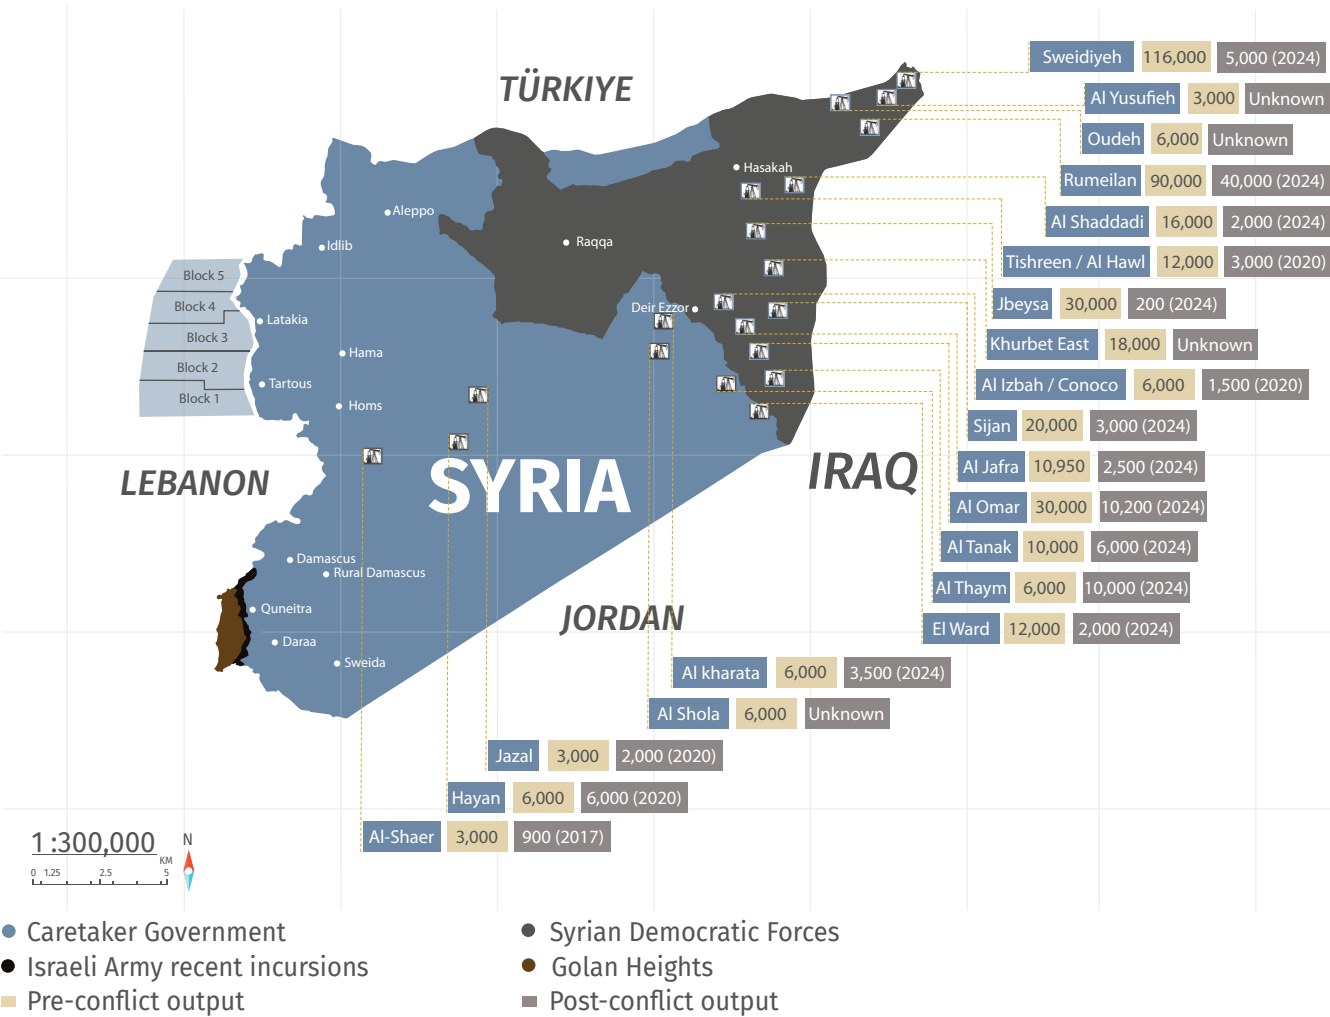 TÜRKIYE
Sweidiyeh 116,000 5,000 (2024)
Al Yusufieh 3,000 Unknown
Oudeh 6,000 Unknown
Rumeilan 90,000 40,000 (2024)
Al Shaddadi 16,000 2,000 (2024)
Tishreen / Al Hawl 12,000 3,000 (2020)
Jbeysa 30,000 200 (2024)
Khurbet East 18,000 Unknown
Al Izbah / Conoco 6,000 1,500 (2020)
Sijan 20,000 3,000 (2024)
Al Jafra 10,950 2,500 (2024)
Al Omar 30,000 10,200 (2024)
Al Tanak 10,000 6,000 (2024)
Al Thaym 6,000 10,000 (2024)
El Ward 12,000 2,000 (2024)
Al kharata 6,000 3,500 (2024)
Al Shola 6,000 Unknown
Jazal 3,000 2,000 (2020)
Hayan 6,000 6,000 (2020)
Al-Shaer 3,000 900 (2017)
Hasakah
Aleppo
Idlib
Raqqa
Block 5
Block 4
Block 3
Block 2
Block 1
Deir Ezzor
Latakia
Hama
Tartous
Homs
LEBANON
SYRIA
IRAQ
Damascus
Rural Damascus
Quneitra
Daraa
Sweida
JORDAN
1:300,000
N
KM
0 1.25 2.5 5
Caretaker Government
Syrian Democratic Forces
Israeli Army recent incursions
Golan Heights
Pre-conflict output
Post-conflict output